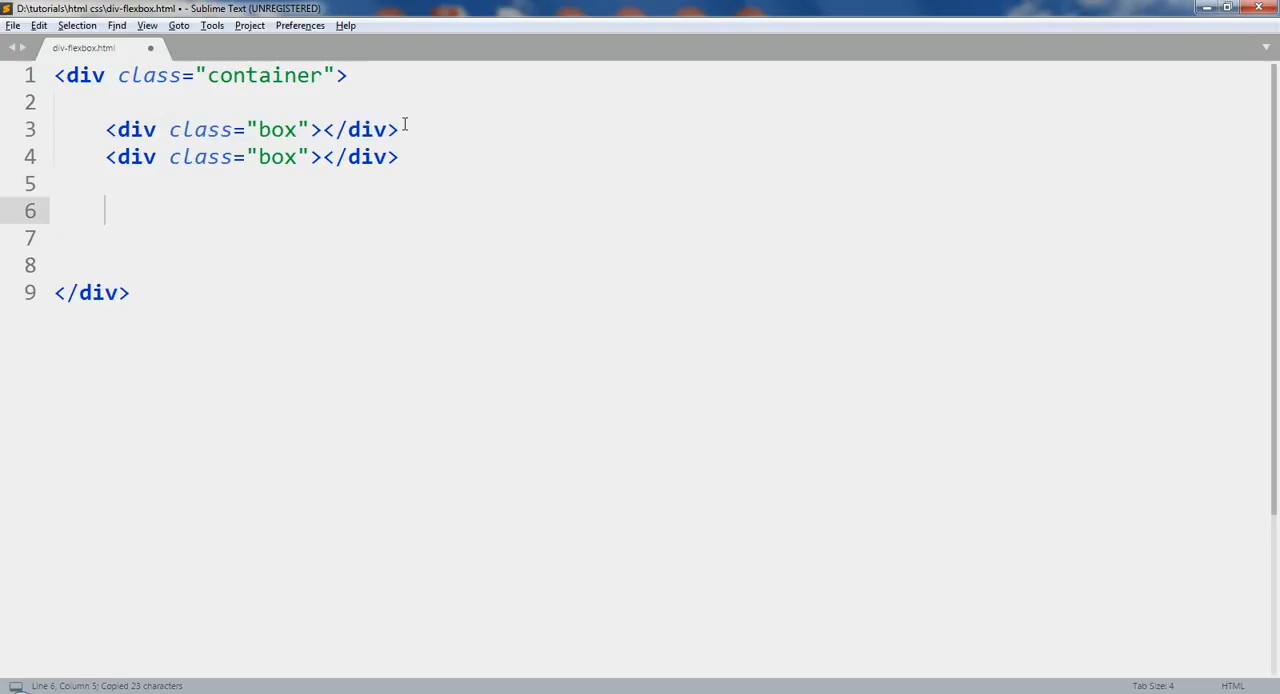 D:\tutorials\html css\div-flexbox.html • - Sublime Text (UNREGISTERED)
File Edit Selection Find View Goto Tools Project Preferences Help
div-flexbox.html
1 <div class="container">
2
3 <div class="box"></div>
4 <div class="box"></div>
5
6
7
8
9 </div>
Line 6, Column 5; Copied 23 characters Tab Size: 4 HTML